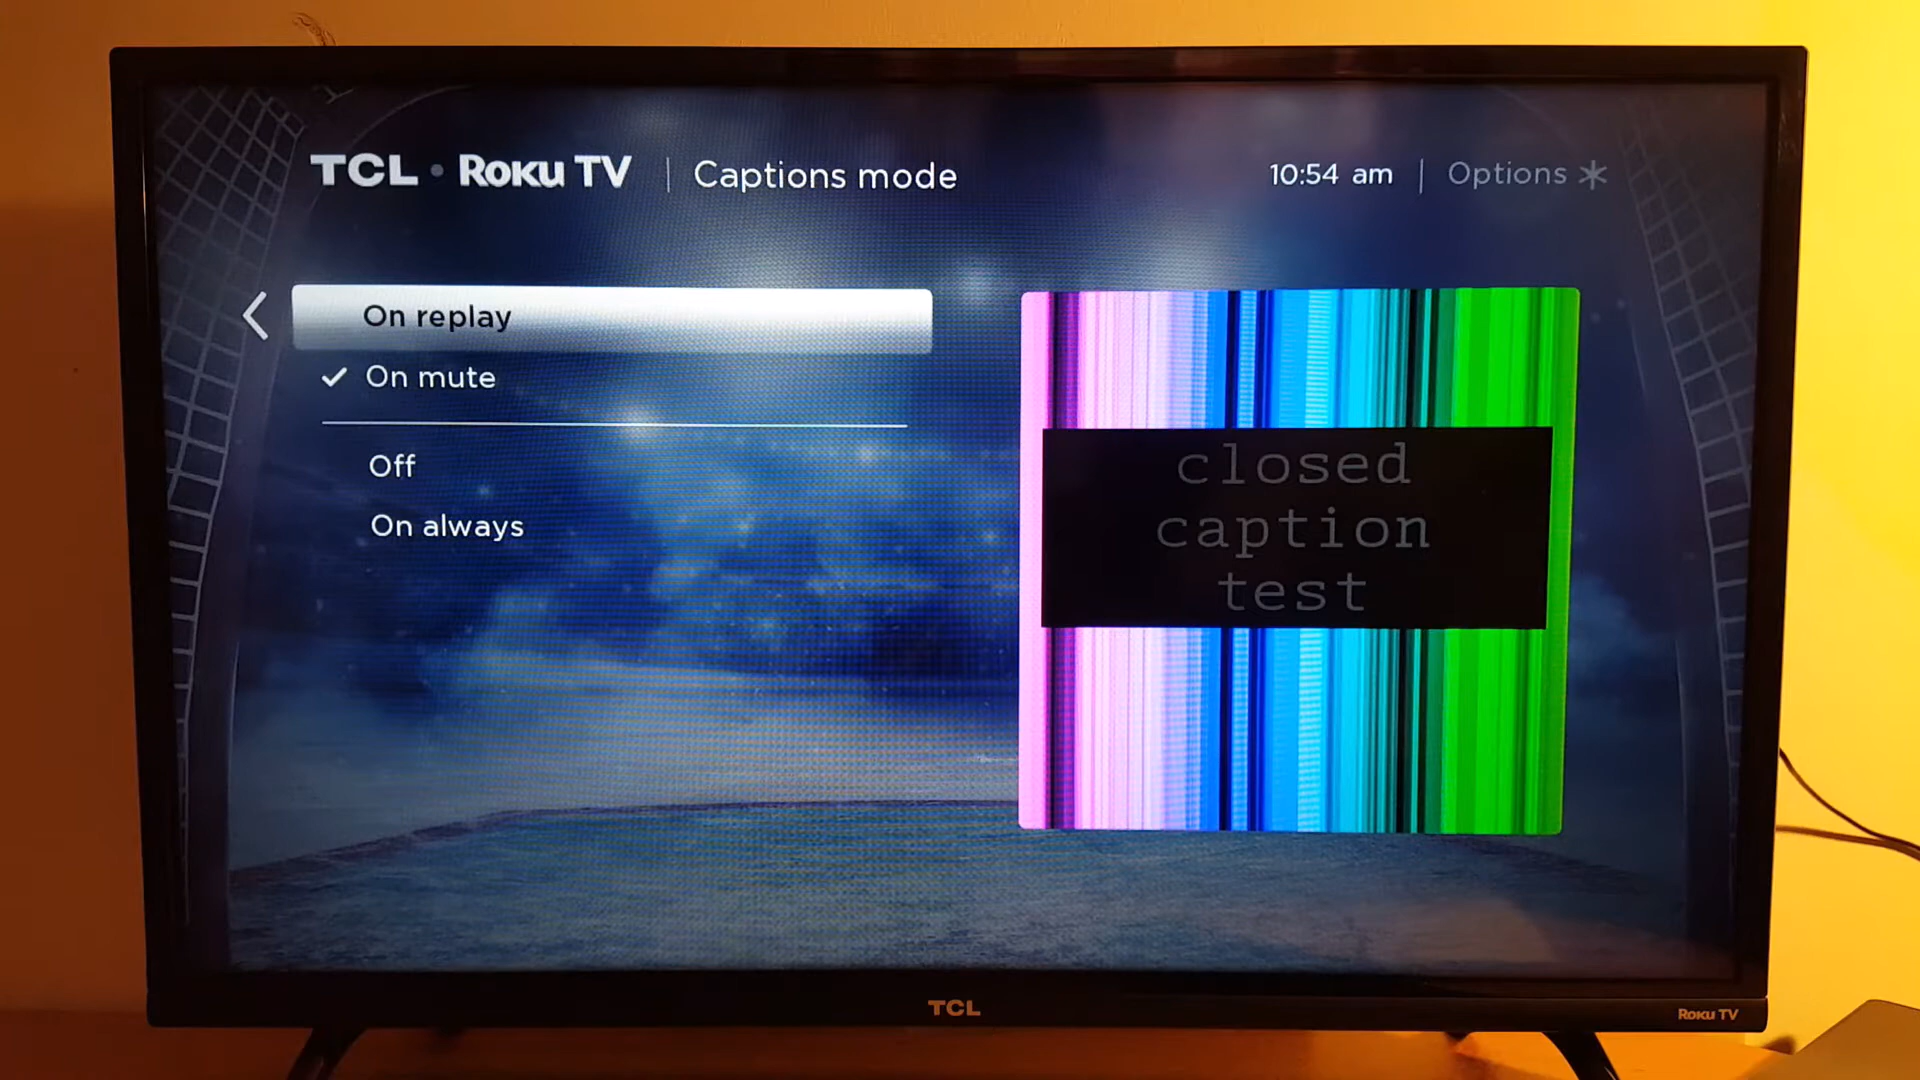 TCL • Roku TV | Captions mode
10:54 am | Options ✳
On replay
✓ On mute
Off
On always
closed
caption
test
TCL
Roku TV